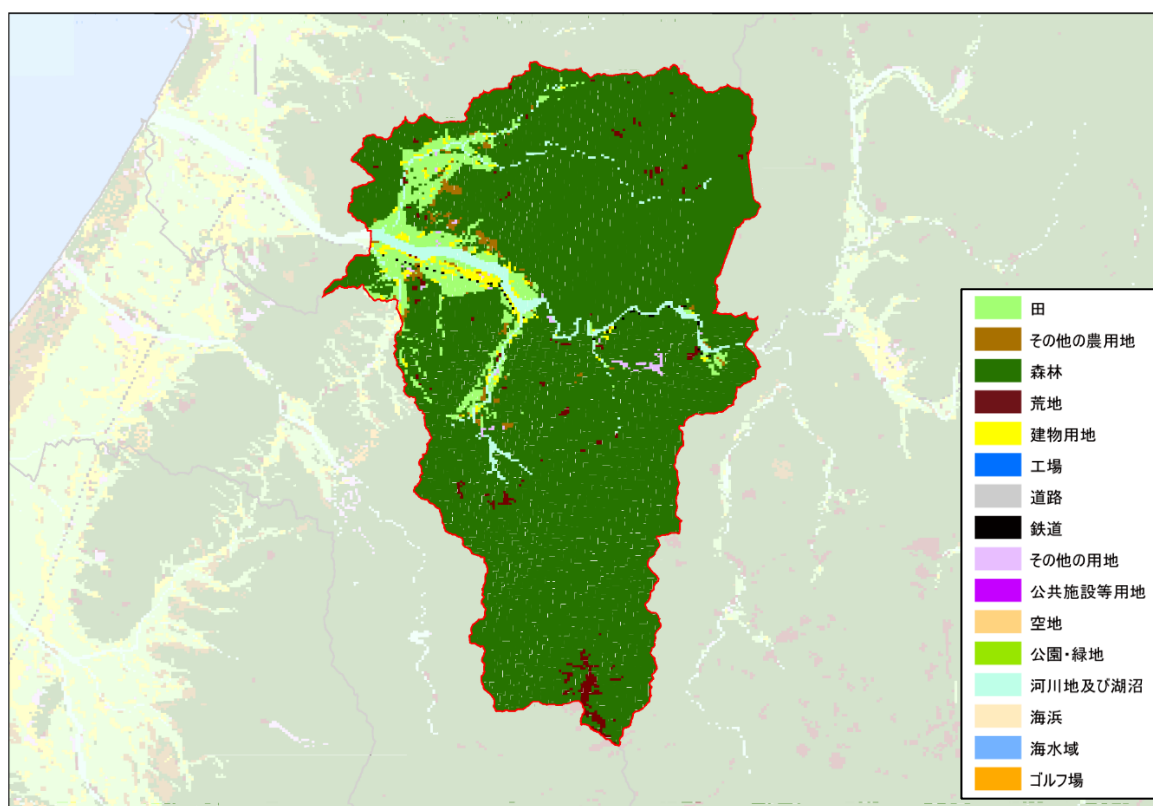 田
その他の農用地
森林
荒地
建物用地
工場
道路
鉄道
その他の用地
公共施設等用地
空地
公園・緑地
河川地及び湖沼
海浜
海水域
ゴルフ場